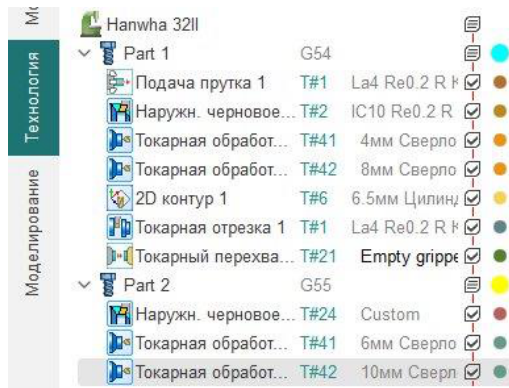 Мо
Технология
Моделирование
Hanwha 32II
Part 1 G54
Подача прутка 1 T#1 La4 Re0.2 R K
Наружн. черновое... T#2 IC10 Re0.2 R
Токарная обработ... T#41 4мм Сверло
Токарная обработ... T#42 8мм Сверло
2D контур 1 T#6 6.5мм Цилинд
Токарная отрезка 1 T#1 La4 Re0.2 R K
Токарный перехва... T#21 Empty grippe
Part 2 G55
Наружн. черновое... T#24 Custom
Токарная обработ... T#41 6мм Сверло
Токарная обработ... T#42 10мм Сверл